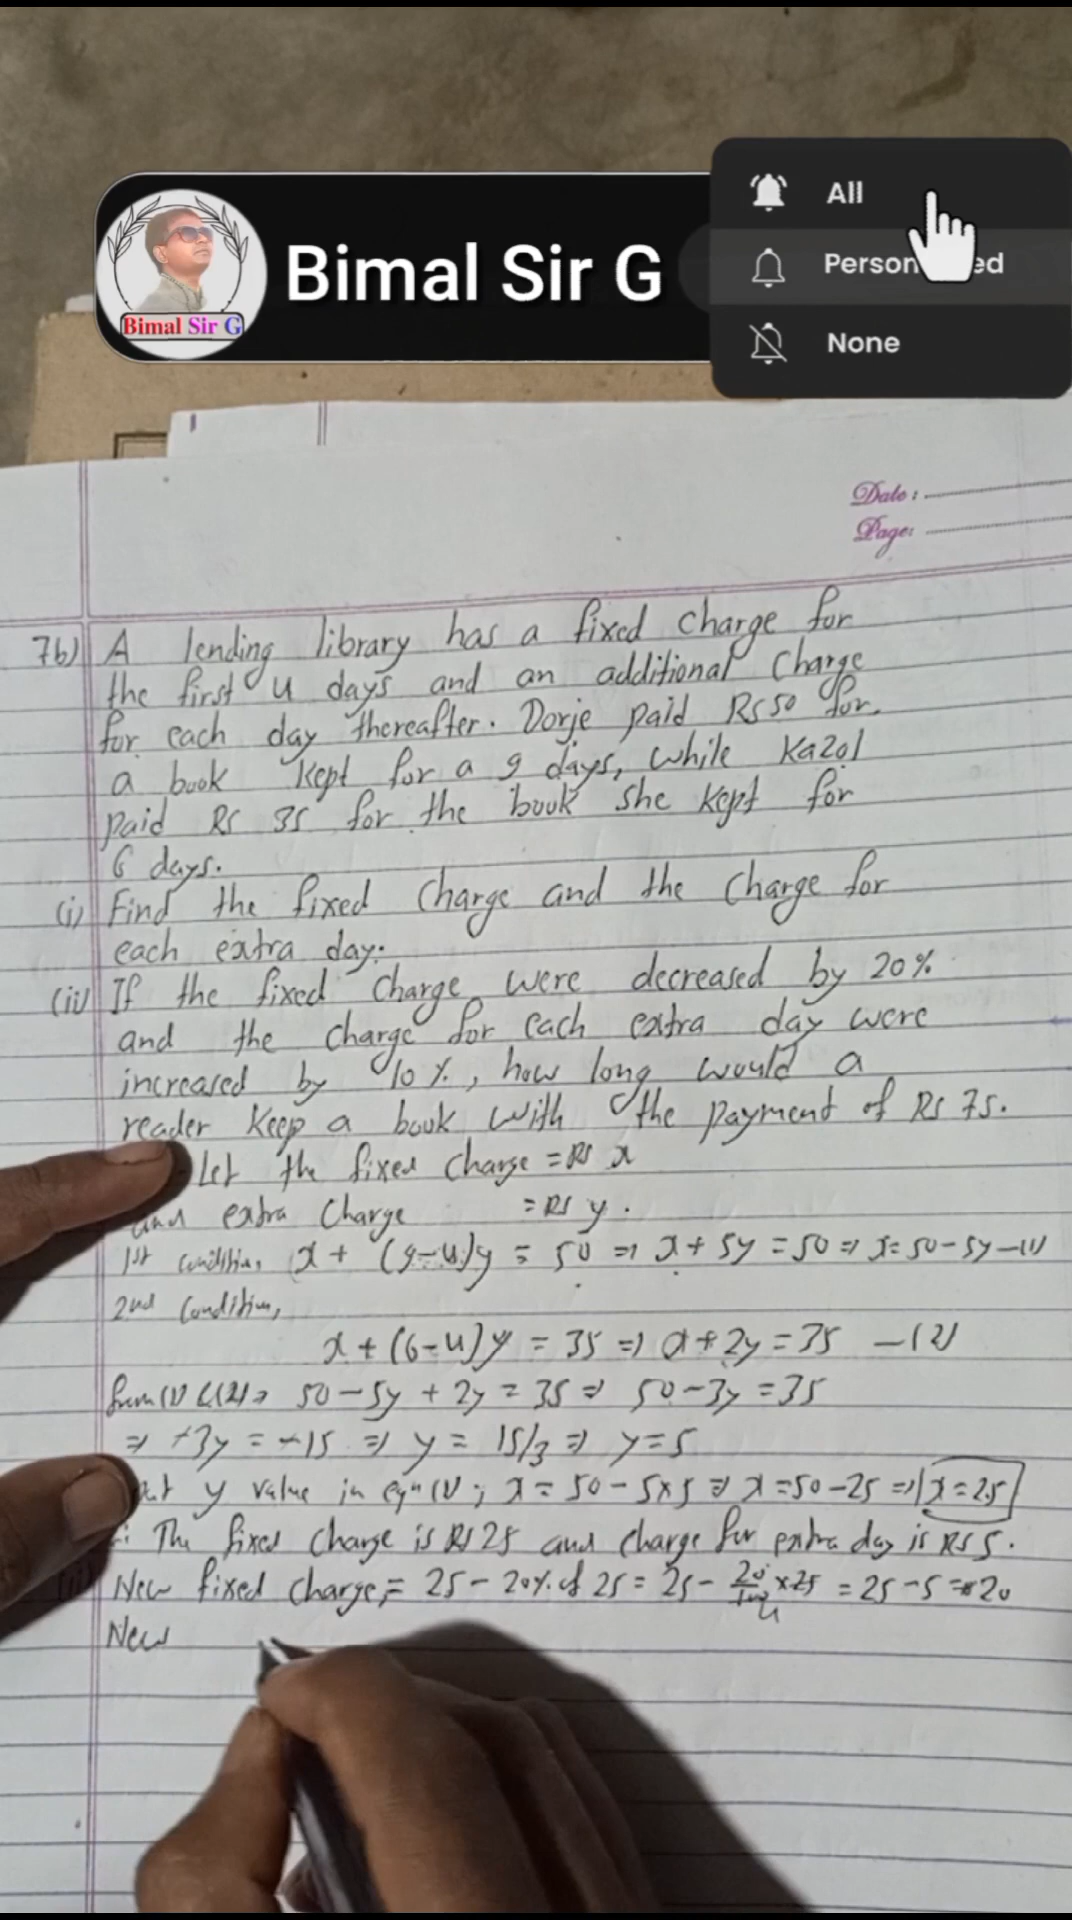 All
Bimal Sir G
None
Bimal Sir G
Date:
Page:
7b) A lending library has a fixed charge for
the first 4 days and an additional charge
for each day thereafter. Dorje paid Rs 50 for
a book kept for a 9 days, while Kazol
paid Rs 35 for the book she kept for
6 days.
(i) Find the fixed charge and the charge for
each extra day.
(ii) If the fixed charge were decreased by 20%
and the charge for each extra day were
increased by 10%, how long would a
reader keep a book with the payment of Rs 75.
Let the fixed charge = Rs x
and extra charge = Rs y.
1st condition, x + (9-4)y = 50 ⇒ x + 5y = 50 ⇒ x = 50 - 5y -(1)
2nd condition,
x + (6-4)y = 35 ⇒ x + 2y = 35 -(2)
from (1) & (2) ⇒ 50 - 5y + 2y = 35 ⇒ 50 - 3y = 35
⇒ -3y = -15 ⇒ y = 15/3 ⇒ y = 5
put y value in eqn (1); x = 50 - 5×5 ⇒ x = 50 - 25 ⇒ x = 25
∴ The fixed charge is Rs 25 and charge for extra day is Rs 5.
(ii) New fixed charge = 25 - 20% of 25 = 25 - 20/100 × 25 = 25 - 5 = 20
New